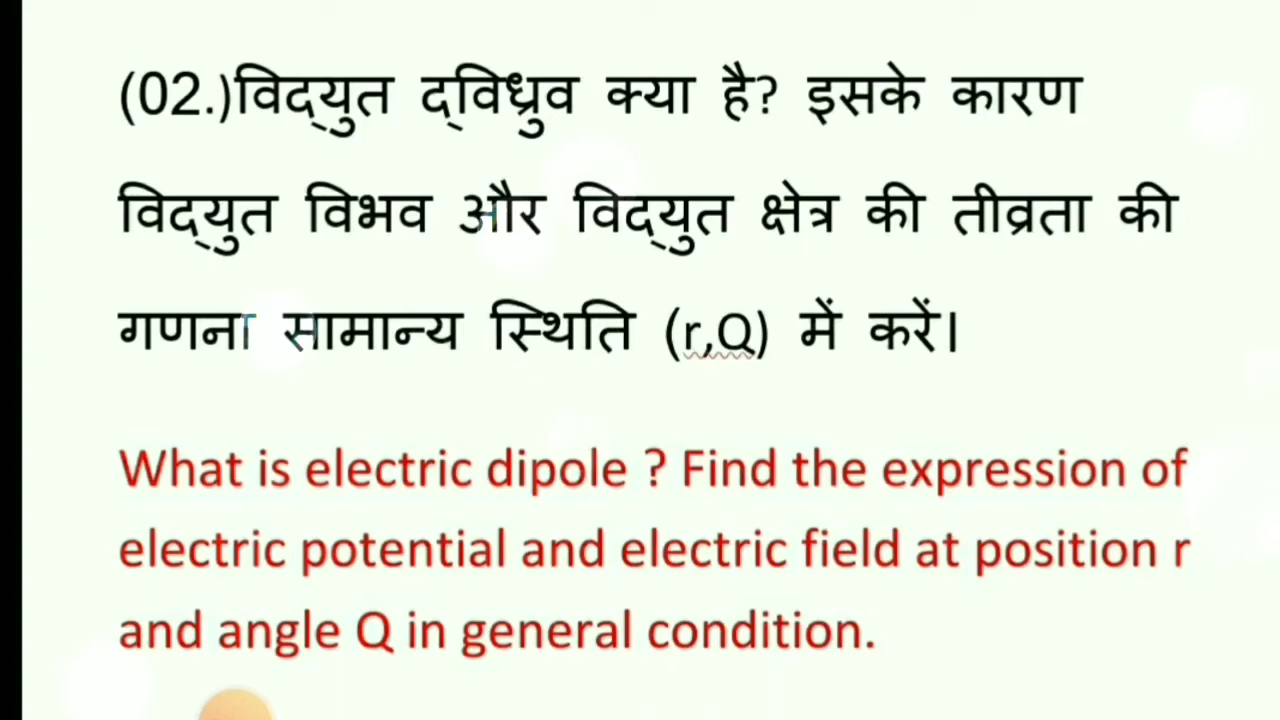 (02.)विद्‌युत द्‌विध्रुव क्या है? इसके कारण
विद्‌युत विभव और विद्‌युत क्षेत्र की तीव्रता की
गणना सामान्य स्थिति (r,Q) में करें।
What is electric dipole ? Find the expression of
electric potential and electric field at position r
and angle Q in general condition.